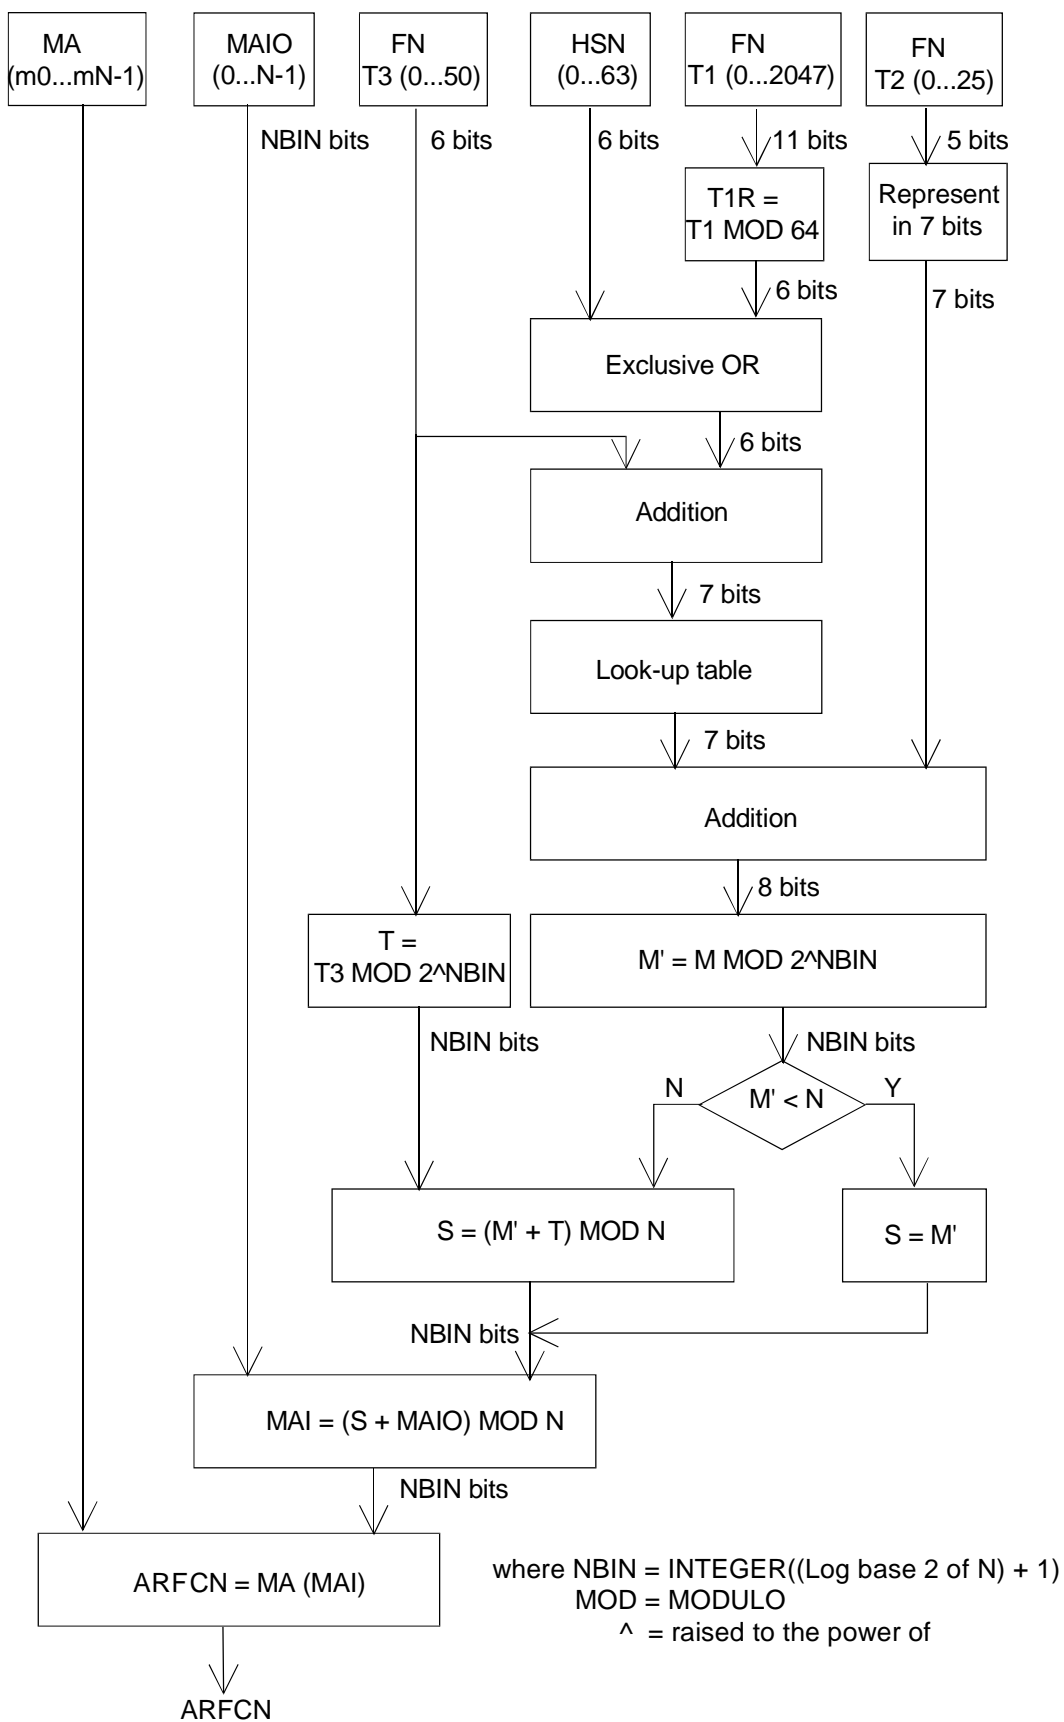 MA
(m0...mN-1)
MAIO
(0...N-1)
FN
T3 (0...50)
HSN
(0...63)
FN
T1 (0...2047)
FN
T2 (0...25)
NBIN bits
6 bits
6 bits
11 bits
5 bits
T1R =
T1 MOD 64
Represent
in 7 bits
6 bits
7 bits
Exclusive OR
6 bits
Addition
7 bits
Look-up table
7 bits
Addition
8 bits
T =
T3 MOD 2^NBIN
M' = M MOD 2^NBIN
NBIN bits
NBIN bits
N
M' < N
Y
S = (M' + T) MOD N
S = M'
NBIN bits
MAI = (S + MAIO) MOD N
NBIN bits
ARFCN = MA (MAI)
where NBIN = INTEGER((Log base 2 of N) + 1)
MOD = MODULO
^ = raised to the power of
ARFCN